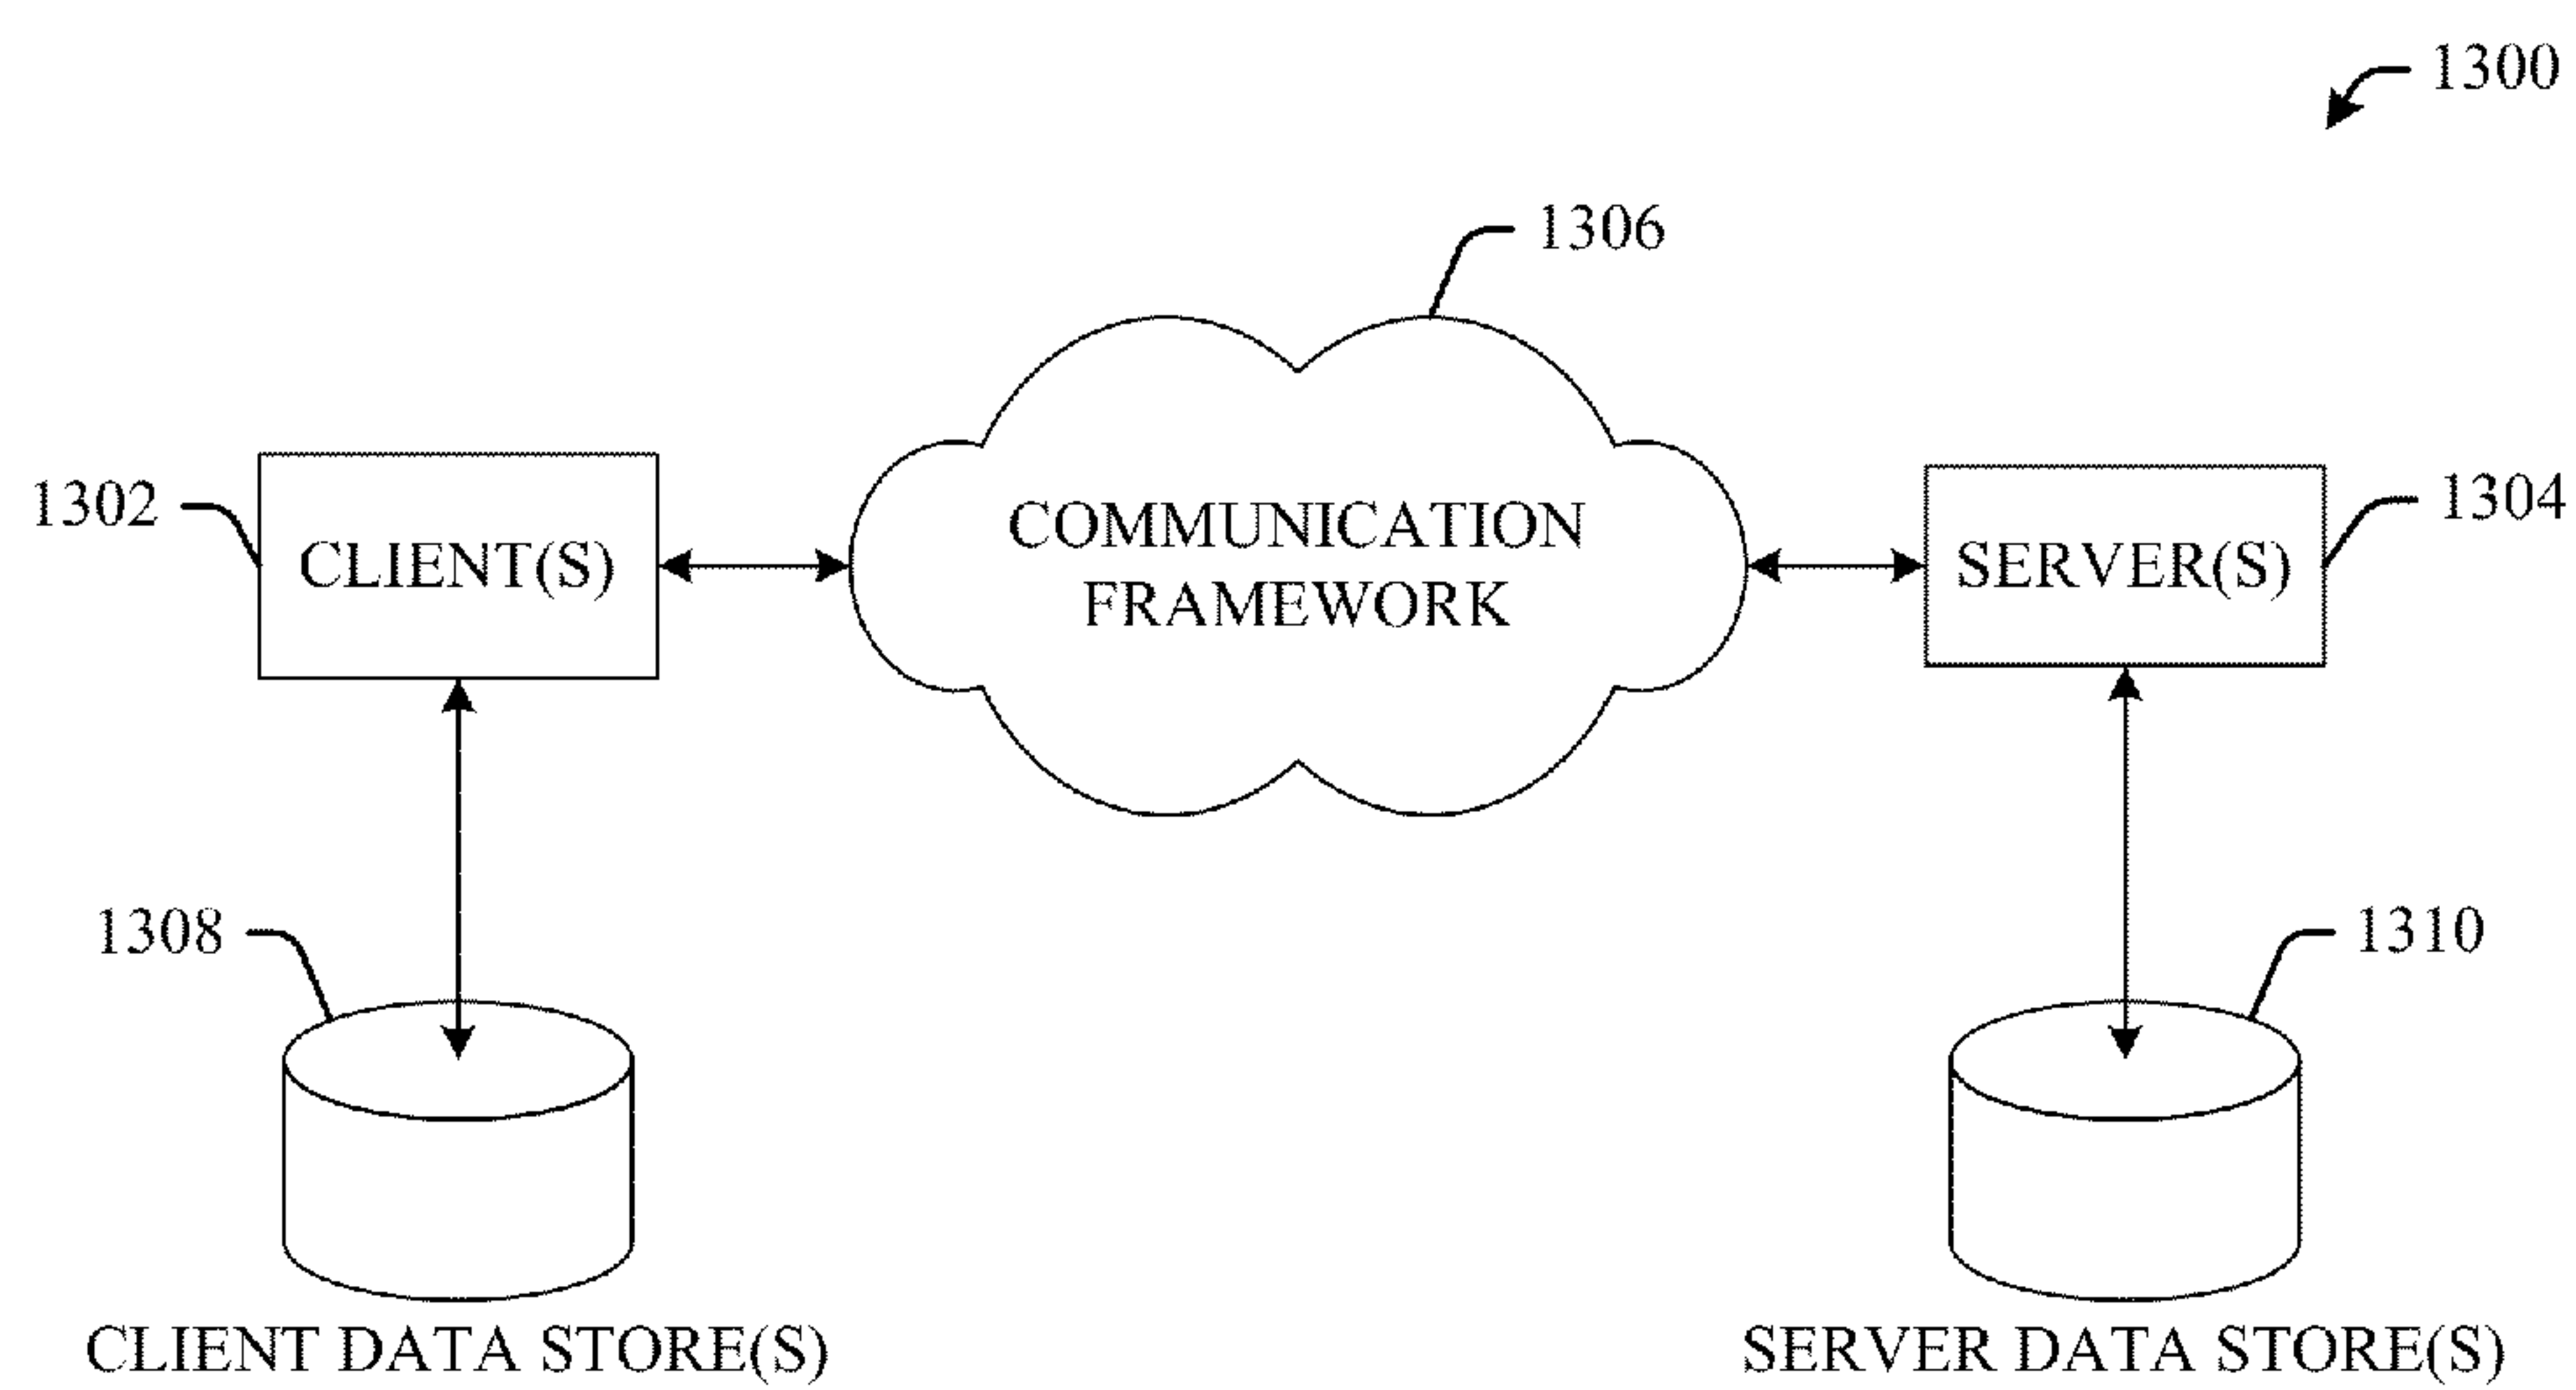 1300
1306
1302
CLIENT(S)
COMMUNICATION
FRAMEWORK
SERVER(S)
1304
1308
1310
CLIENT DATA STORE(S)
SERVER DATA STORE(S)